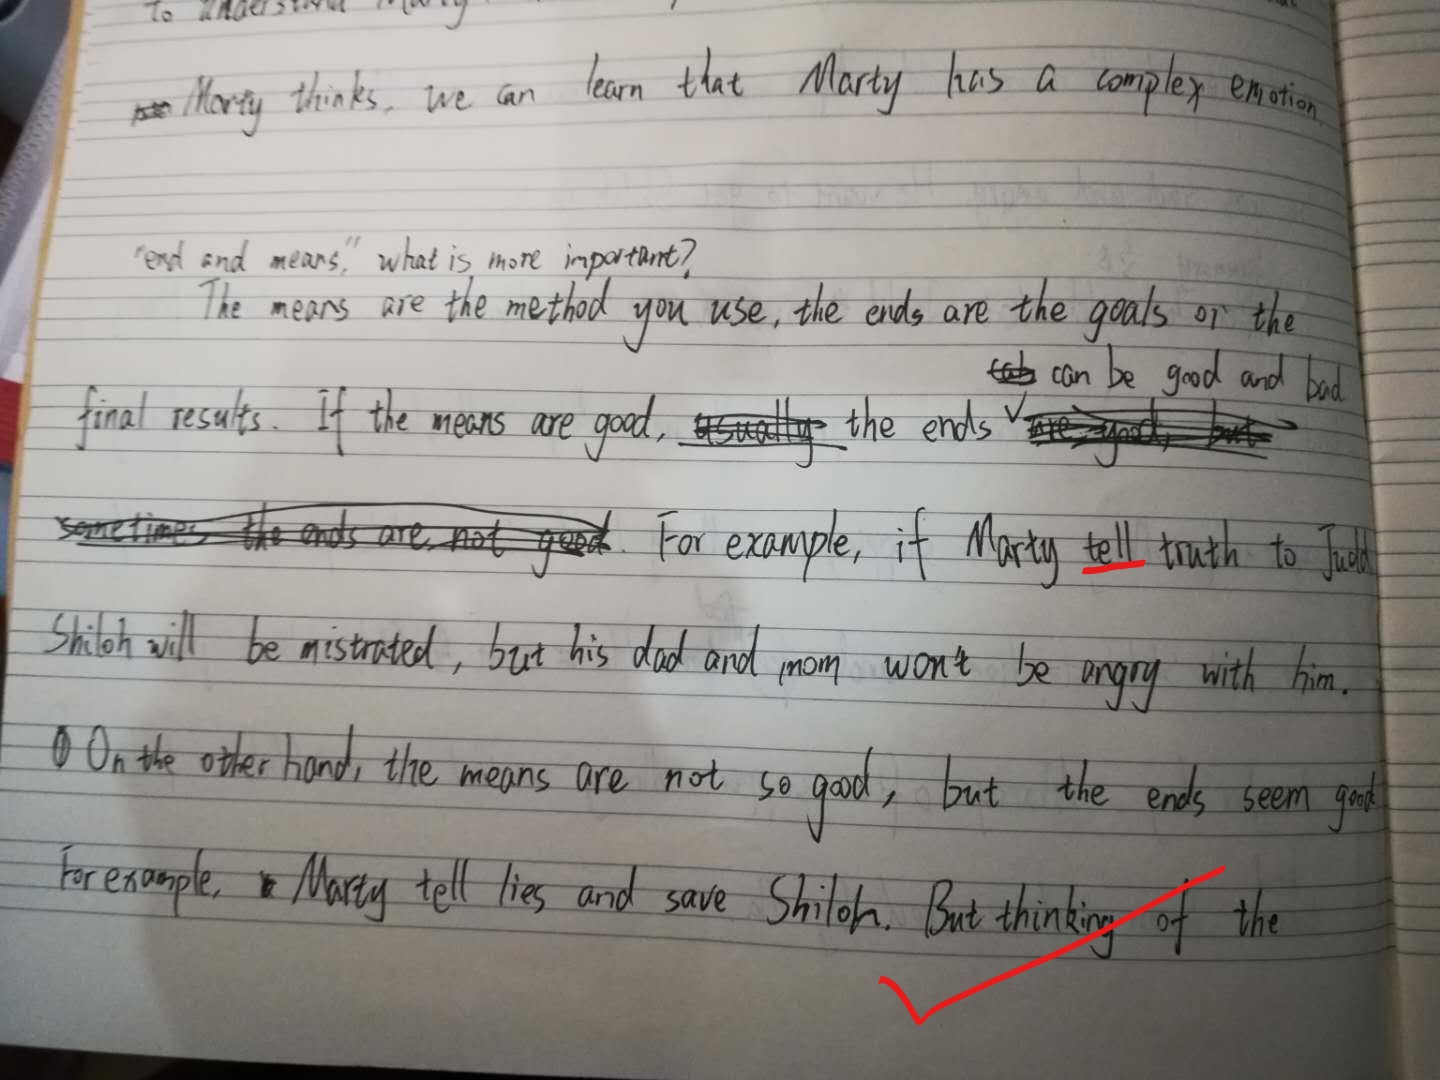 To understand Marty
Marty thinks, we can learn that Marty has a complex emotion.
"end and means," what is more important?
The means are the method you use, the ends are the goals or the
can be good and bad
final results. If the means are good, usually the ends are good, but
sometimes the ends are not good. For example, if Marty tell truth to Judd
Shiloh will be mistrated, but his dad and mom won't be angry with him.
On the other hand, the means are not so good, but the ends seem good
For example, Marty tell lies and save Shiloh. But thinking of the